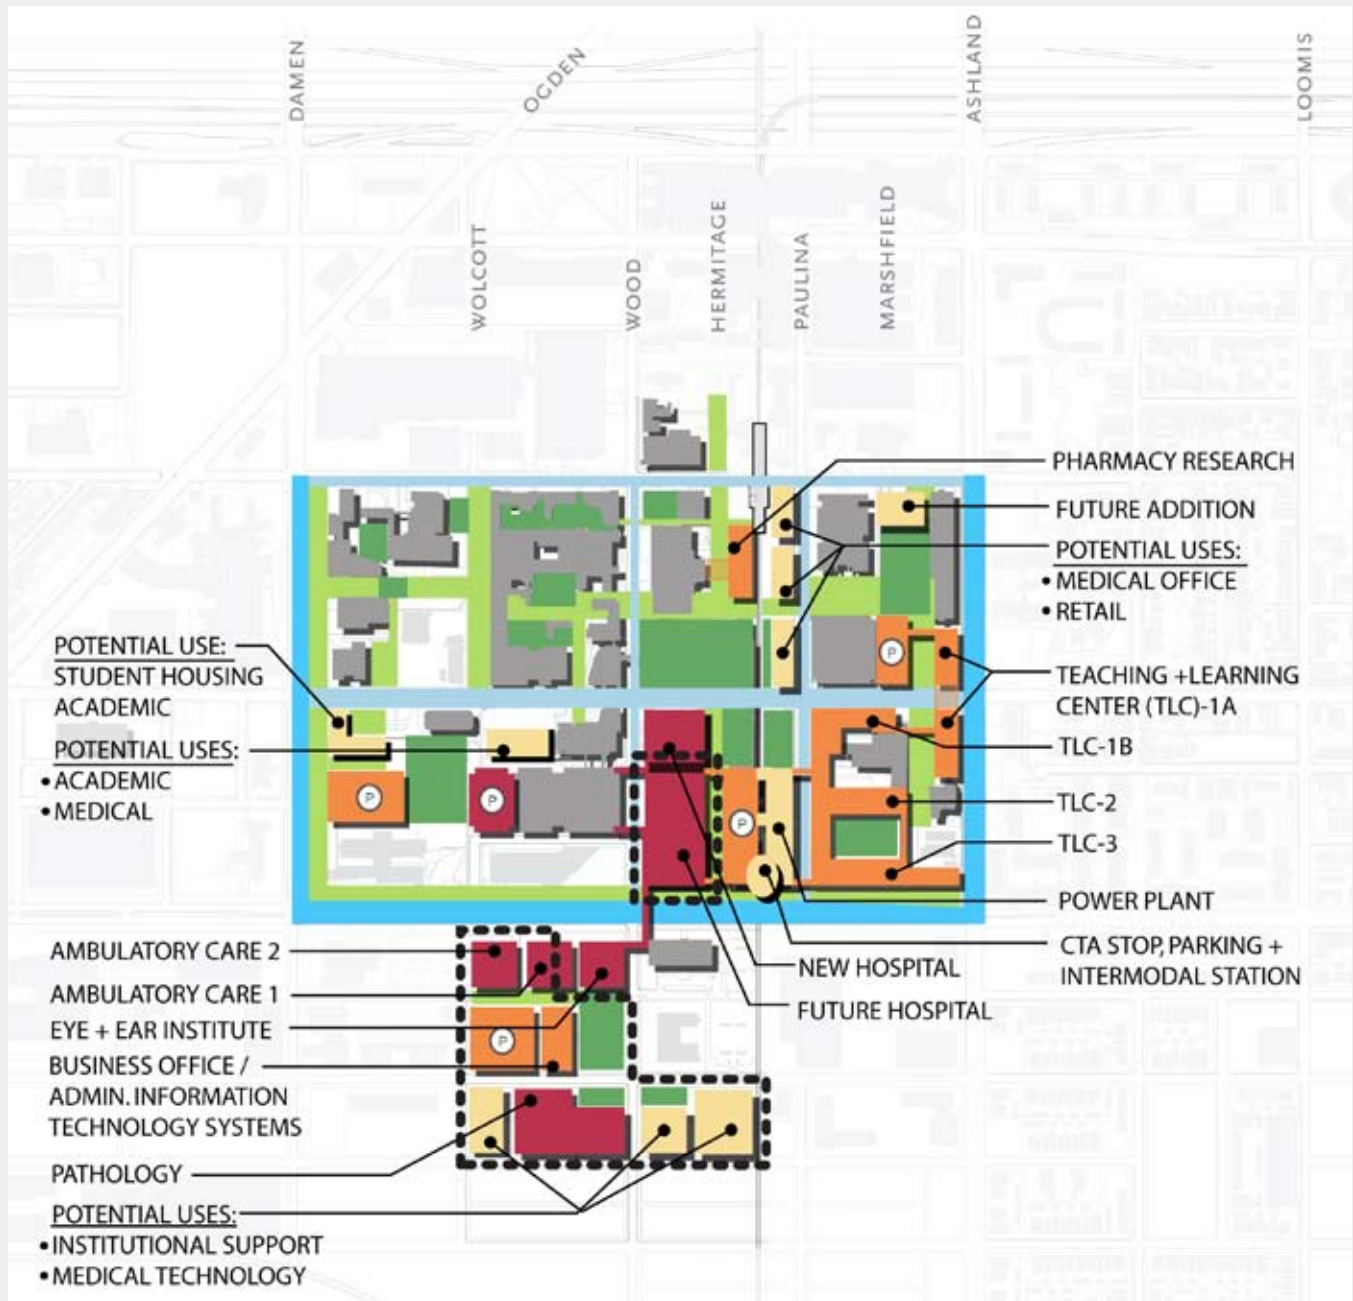 DAMEN
OGDEN
ASHLAND
LOOMIS
WOLCOTT
WOOD
HERMITAGE
PAULINA
MARSHFIELD
PHARMACY RESEARCH
FUTURE ADDITION
POTENTIAL USES:
• MEDICAL OFFICE
• RETAIL
P
TEACHING +LEARNING
CENTER (TLC)-1A
TLC-1B
TLC-2
TLC-3
POWER PLANT
CTA STOP, PARKING +
INTERMODAL STATION
NEW HOSPITAL
FUTURE HOSPITAL
POTENTIAL USE:
STUDENT HOUSING
ACADEMIC
POTENTIAL USES:
• ACADEMIC
• MEDICAL
P
P
P
AMBULATORY CARE 2
AMBULATORY CARE 1
EYE + EAR INSTITUTE
BUSINESS OFFICE /
ADMIN. INFORMATION
TECHNOLOGY SYSTEMS
P
PATHOLOGY
POTENTIAL USES:
• INSTITUTIONAL SUPPORT
• MEDICAL TECHNOLOGY